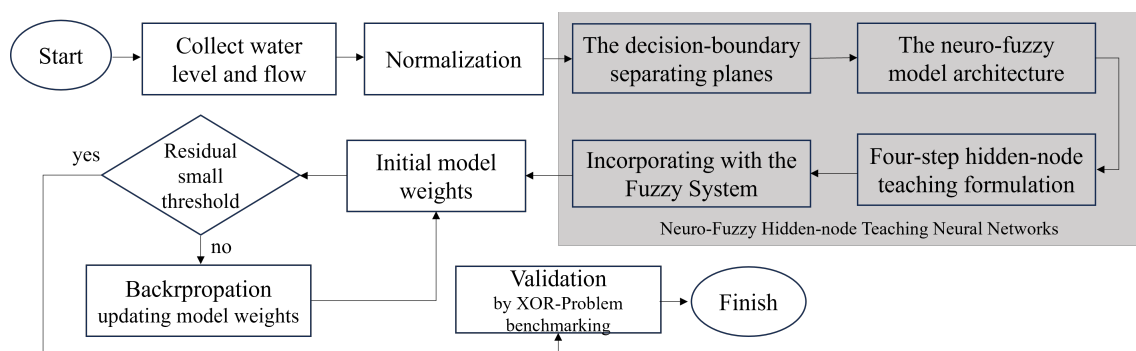 Start
Collect water
level and flow
Normalization
The decision-boundary
separating planes
The neuro-fuzzy
model architecture
Four-step hidden-node
teaching formulation
Incorporating with the
Fuzzy System
Neuro-Fuzzy Hidden-node Teaching Neural Networks
Initial model
weights
Residual
small
threshold
yes
no
Backrpropation
updating model weights
Validation
by XOR-Problem
benchmarking
Finish